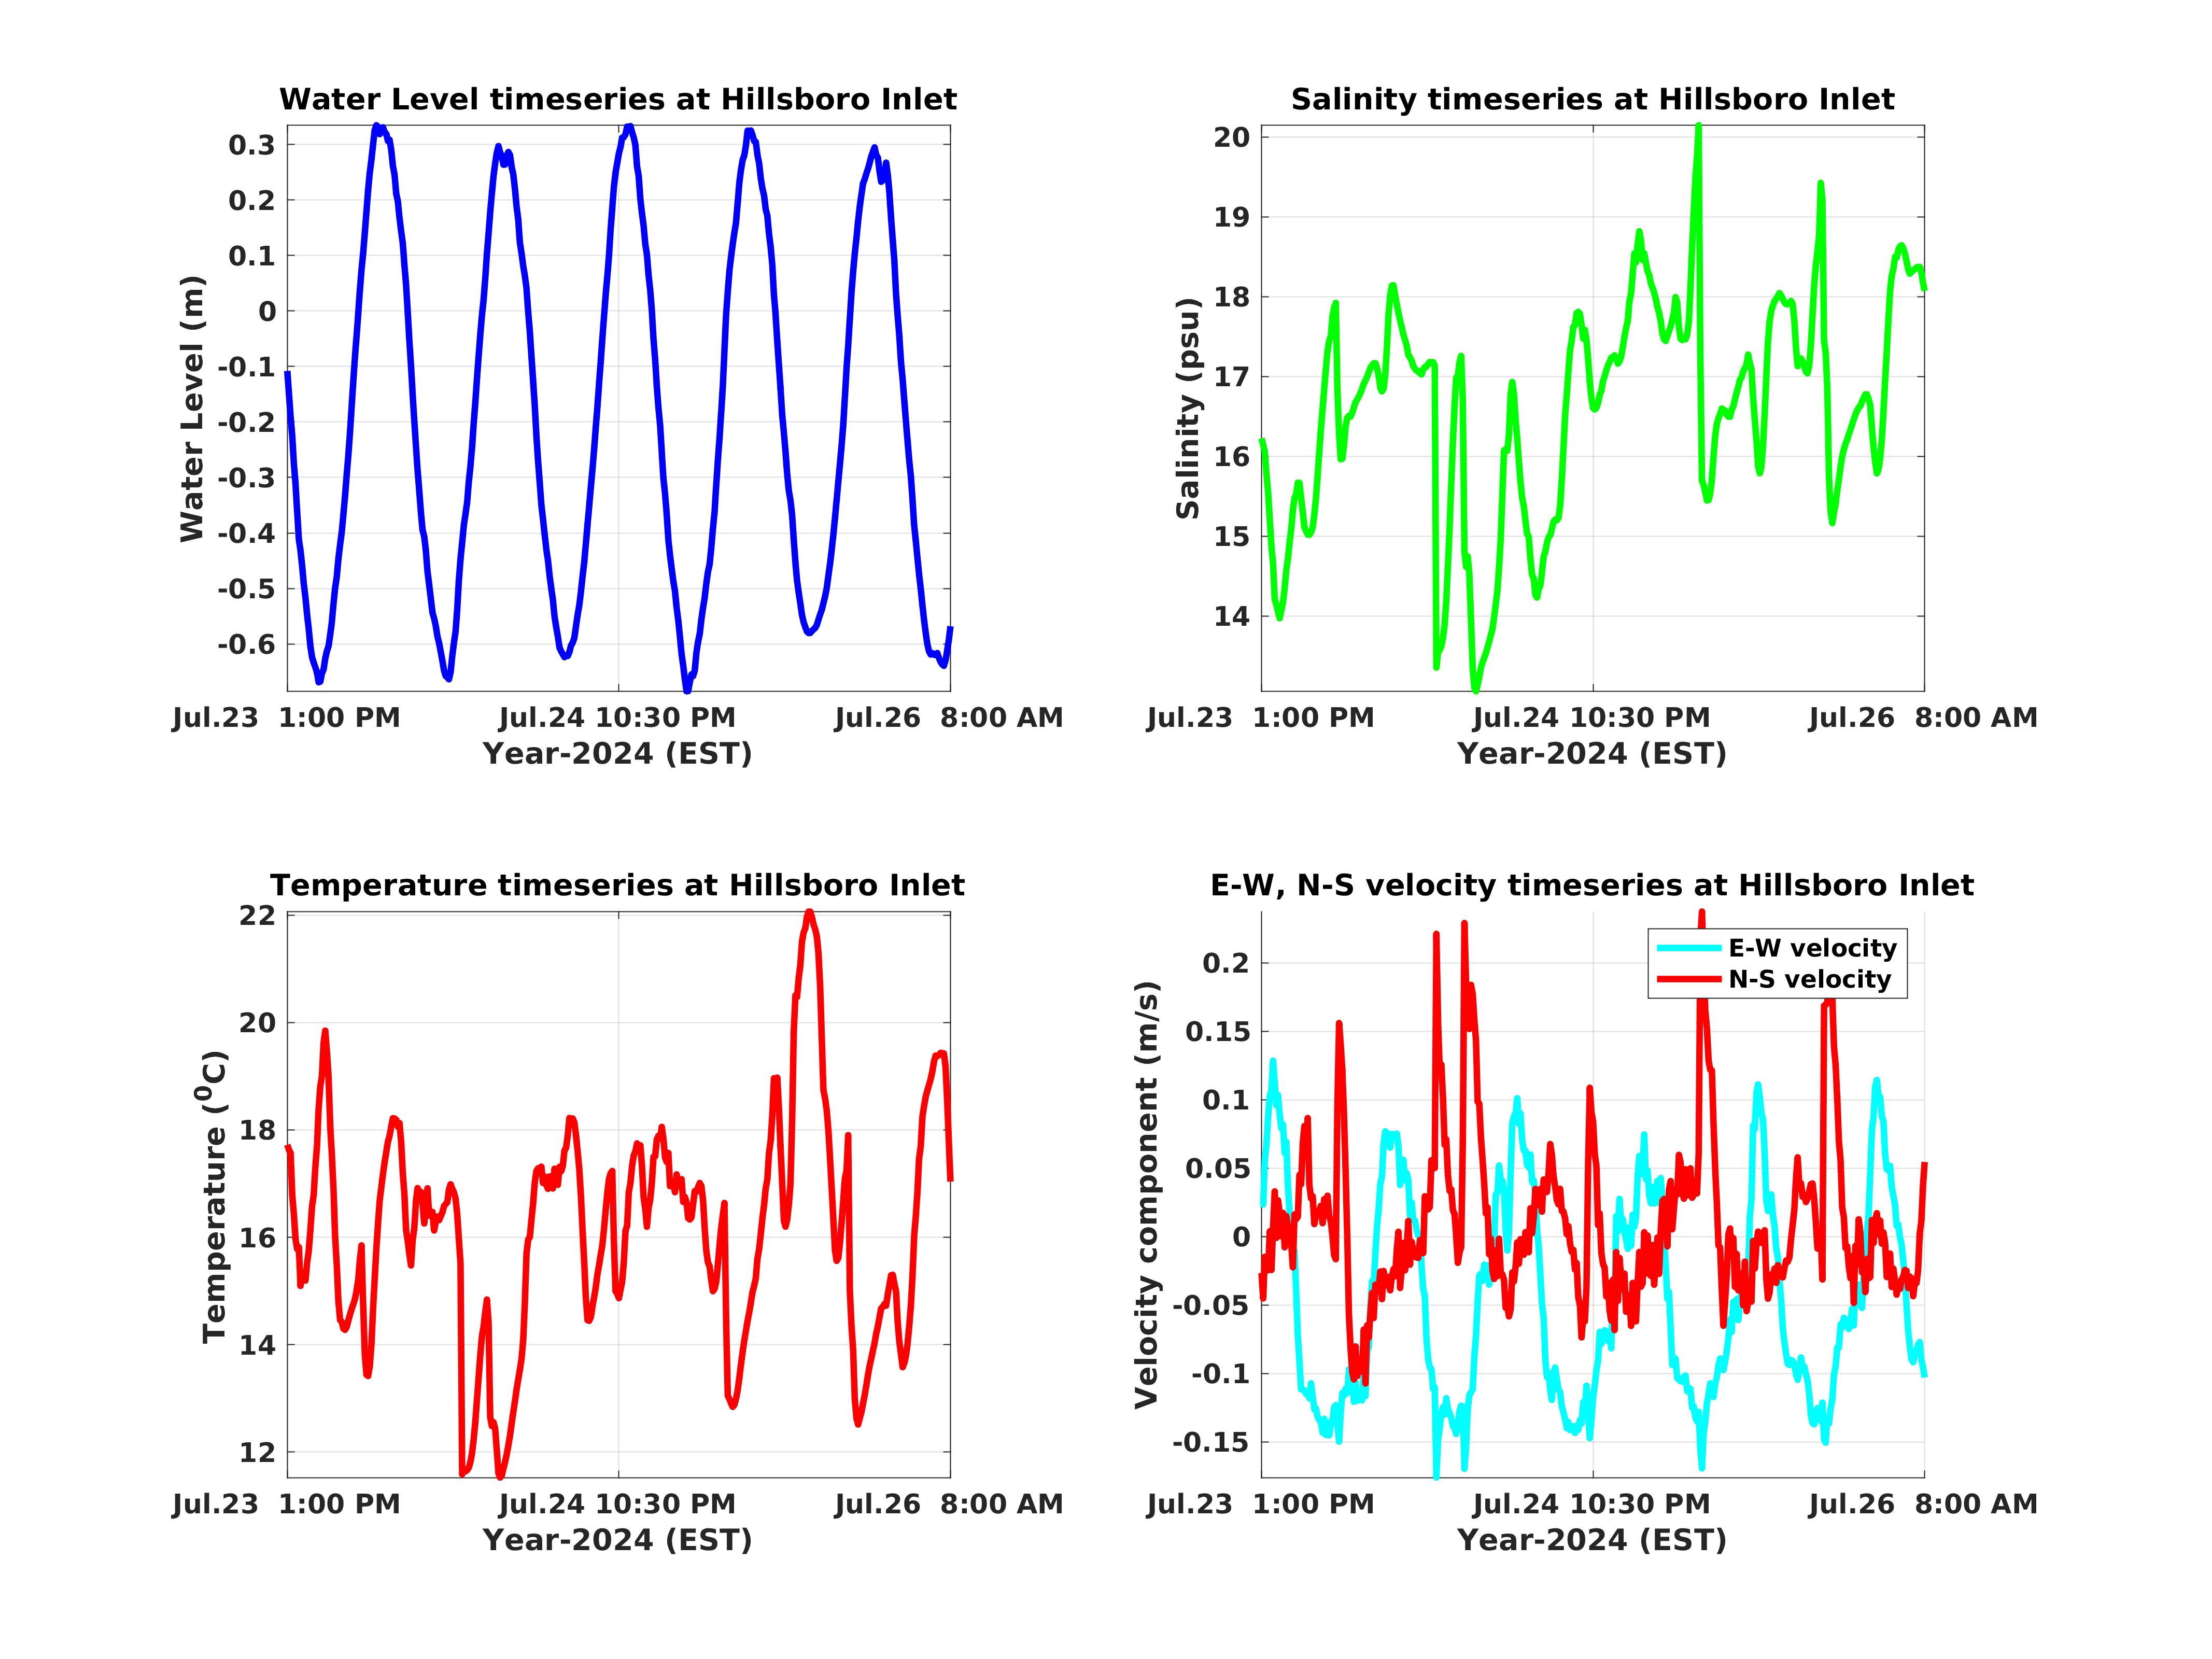 Water Level timeseries at Hillsboro Inlet
Water Level (m)
0.3
0.2
0.1
0
-0.1
-0.2
-0.3
-0.4
-0.5
-0.6
Jul.23  1:00 PM
Jul.24 10:30 PM
Jul.26  8:00 AM
Year-2024 (EST)
Salinity timeseries at Hillsboro Inlet
Salinity (psu)
20
19
18
17
16
15
14
Jul.23  1:00 PM
Jul.24 10:30 PM
Jul.26  8:00 AM
Year-2024 (EST)
Temperature timeseries at Hillsboro Inlet
Temperature (⁰C)
22
20
18
16
14
12
Jul.23  1:00 PM
Jul.24 10:30 PM
Jul.26  8:00 AM
Year-2024 (EST)
E-W, N-S velocity timeseries at Hillsboro Inlet
Velocity component (m/s)
0.2
0.15
0.1
0.05
0
-0.05
-0.1
-0.15
E-W velocity
N-S velocity
Jul.23  1:00 PM
Jul.24 10:30 PM
Jul.26  8:00 AM
Year-2024 (EST)